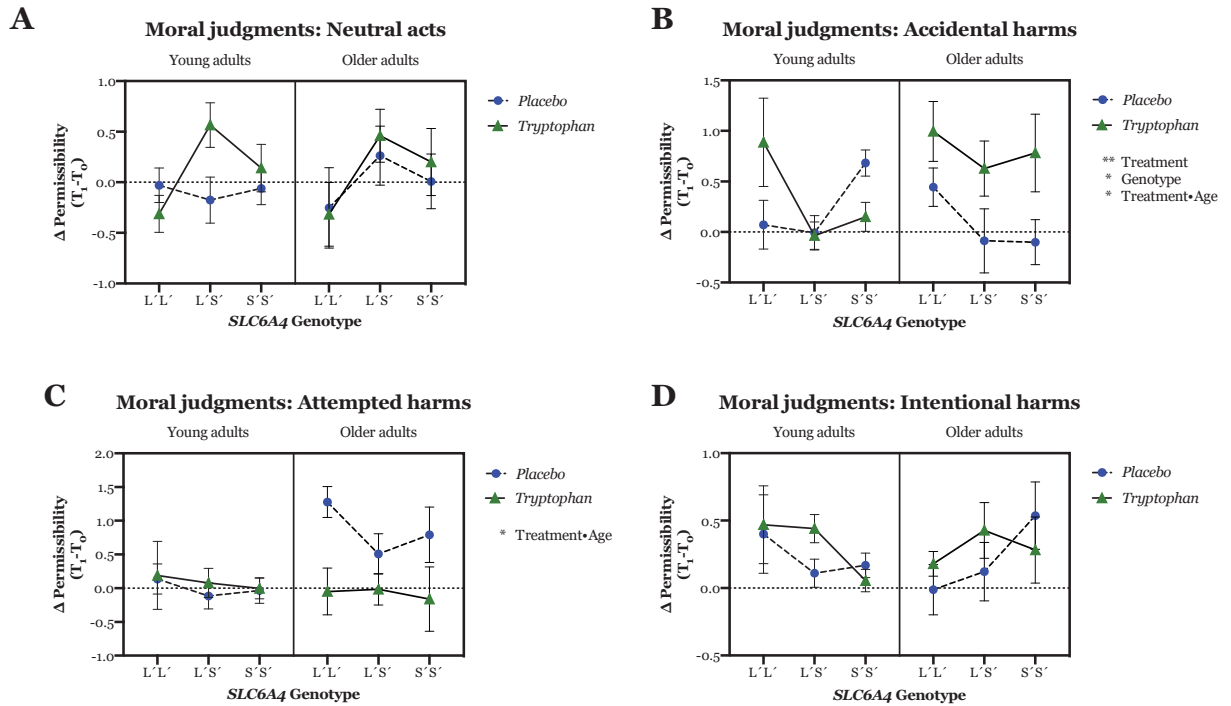 A
Moral judgments: Neutral acts
Young adults Older adults
1.0
0.5
0.0
-0.5
-1.0
Δ Permissibility
(T₁-T₀)
L´L´ L´S´ S´S´ L´L´ L´S´ S´S´
SLC6A4 Genotype
Placebo
Tryptophan
B
Moral judgments: Accidental harms
Young adults Older adults
1.5
1.0
0.5
0.0
-0.5
Δ Permissibility
(T₁-T₀)
L´L´ L´S´ S´S´ L´L´ L´S´ S´S´
SLC6A4 Genotype
Placebo
Tryptophan
** Treatment
* Genotype
* Treatment•Age
C
Moral judgments: Attempted harms
Young adults Older adults
2.0
1.5
1.0
0.5
0.0
-0.5
-1.0
Δ Permissibility
(T₁-T₀)
L´L´ L´S´ S´S´ L´L´ L´S´ S´S´
SLC6A4 Genotype
Placebo
Tryptophan
* Treatment•Age
D
Moral judgments: Intentional harms
Young adults Older adults
1.0
0.5
0.0
-0.5
Δ Permissibility
(T₁-T₀)
L´L´ L´S´ S´S´ L´L´ L´S´ S´S´
SLC6A4 Genotype
Placebo
Tryptophan